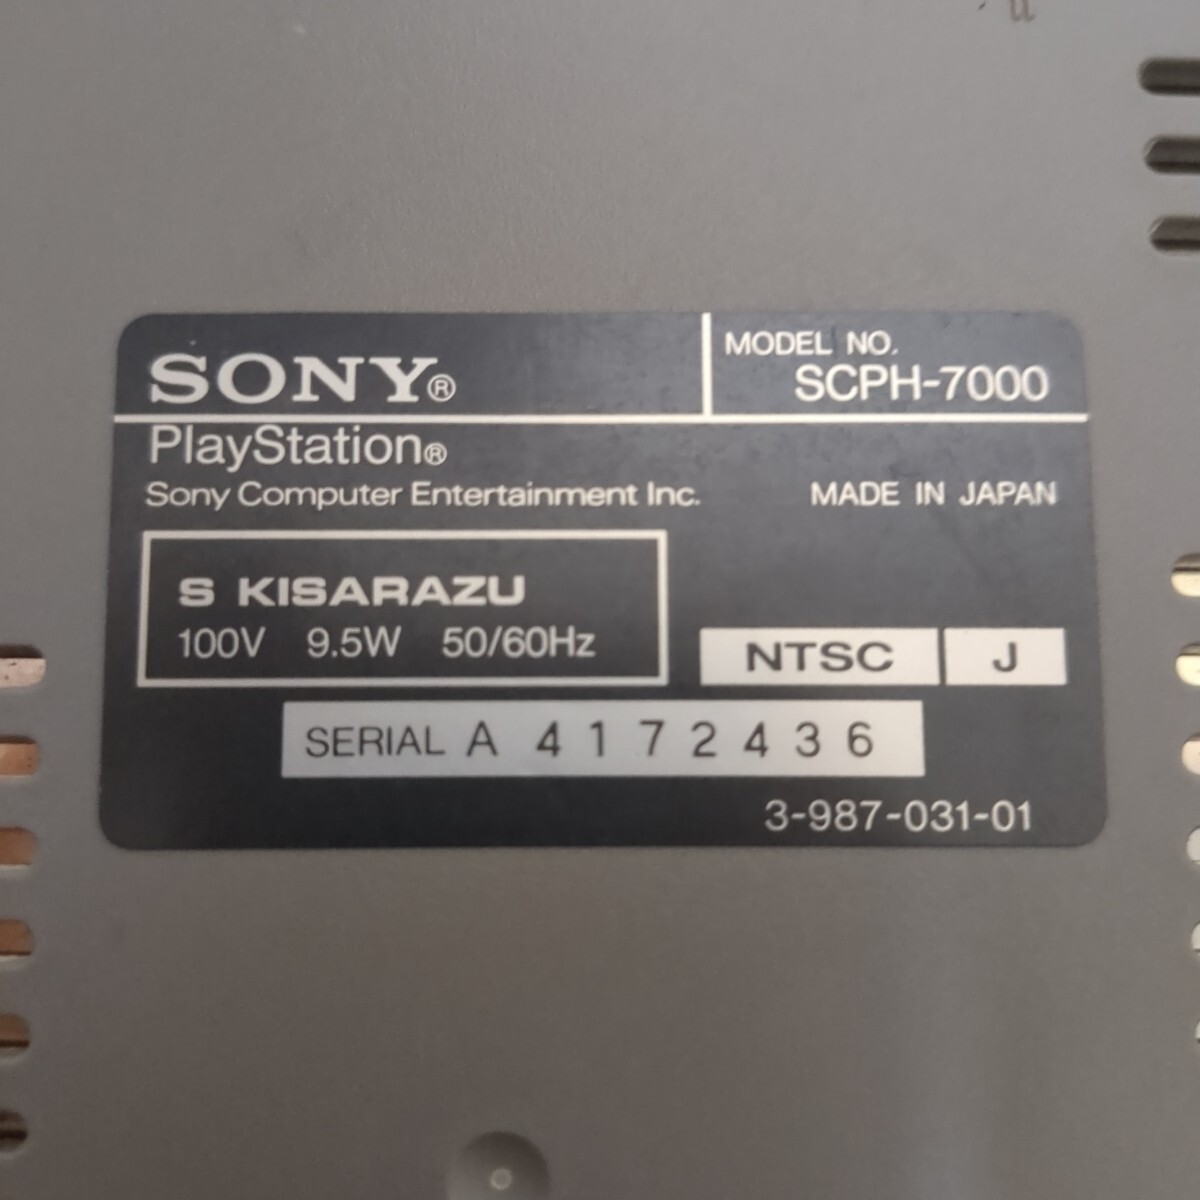 SONY®
MODEL NO.
SCPH-7000
PlayStation®
Sony Computer Entertainment Inc.
MADE IN JAPAN
S KISARAZU
100V 9.5W 50/60Hz
NTSC J
SERIAL A 4172436
3-987-031-01